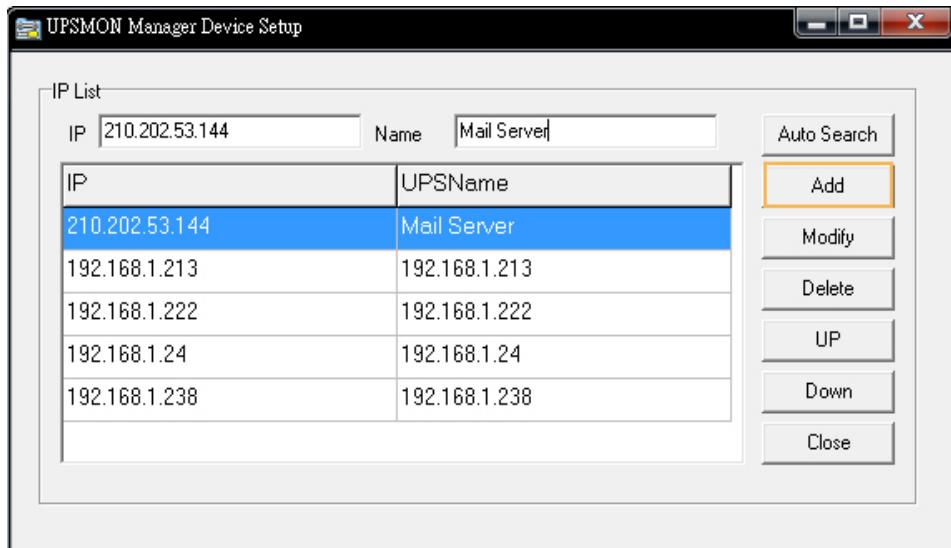 UPSMON Manager Device Setup
IP List
IP 210.202.53.144 Name Mail Server Auto Search
IP UPSName Add
210.202.53.144 Mail Server Modify
192.168.1.213 192.168.1.213 Delete
192.168.1.222 192.168.1.222 UP
192.168.1.24 192.168.1.24
192.168.1.238 192.168.1.238 Down
Close